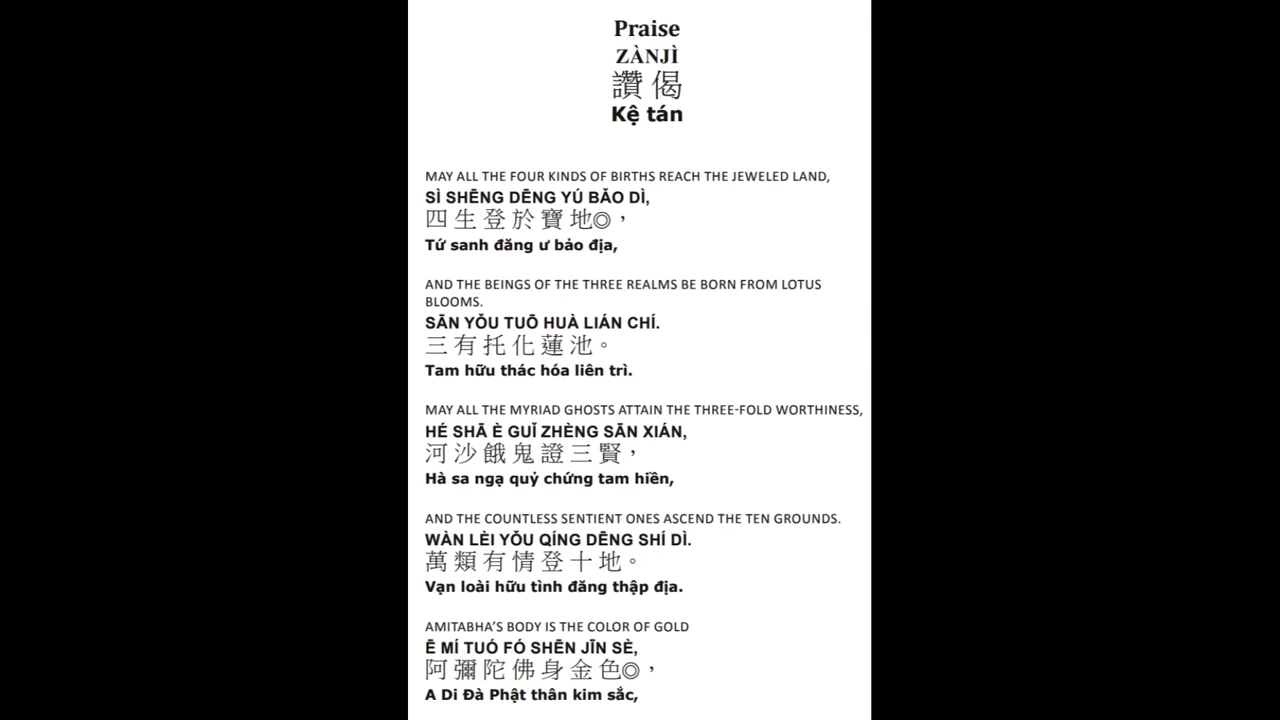 Praise
ZÀNJÌ
讚 偈
Kệ tán
MAY ALL THE FOUR KINDS OF BIRTHS REACH THE JEWELED LAND,
SÌ SHĒNG DĒNG YÚ BǍO DÌ,
四 生 登 於 寶 地◎，
Tứ sanh đăng ư bảo địa,
AND THE BEINGS OF THE THREE REALMS BE BORN FROM LOTUS
BLOOMS.
SĀN YǑU TUŌ HUÀ LIÁN CHÍ.
三 有 托 化 蓮 池。
Tam hữu thác hóa liên trì.
MAY ALL THE MYRIAD GHOSTS ATTAIN THE THREE-FOLD WORTHINESS,
HÉ SHĀ È GUǏ ZHÈNG SĀN XIÁN,
河 沙 餓 鬼 證 三 賢，
Hà sa ngạ quỷ chứng tam hiền,
AND THE COUNTLESS SENTIENT ONES ASCEND THE TEN GROUNDS.
WÀN LÈI YǑU QÍNG DĒNG SHÍ DÌ.
萬 類 有 情 登 十 地。
Vạn loài hữu tình đăng thập địa.
AMITABHA’S BODY IS THE COLOR OF GOLD
Ē MÍ TUÓ FÓ SHĒN JĪN SÈ,
阿 彌 陀 佛 身 金 色◎，
A Di Đà Phật thân kim sắc,